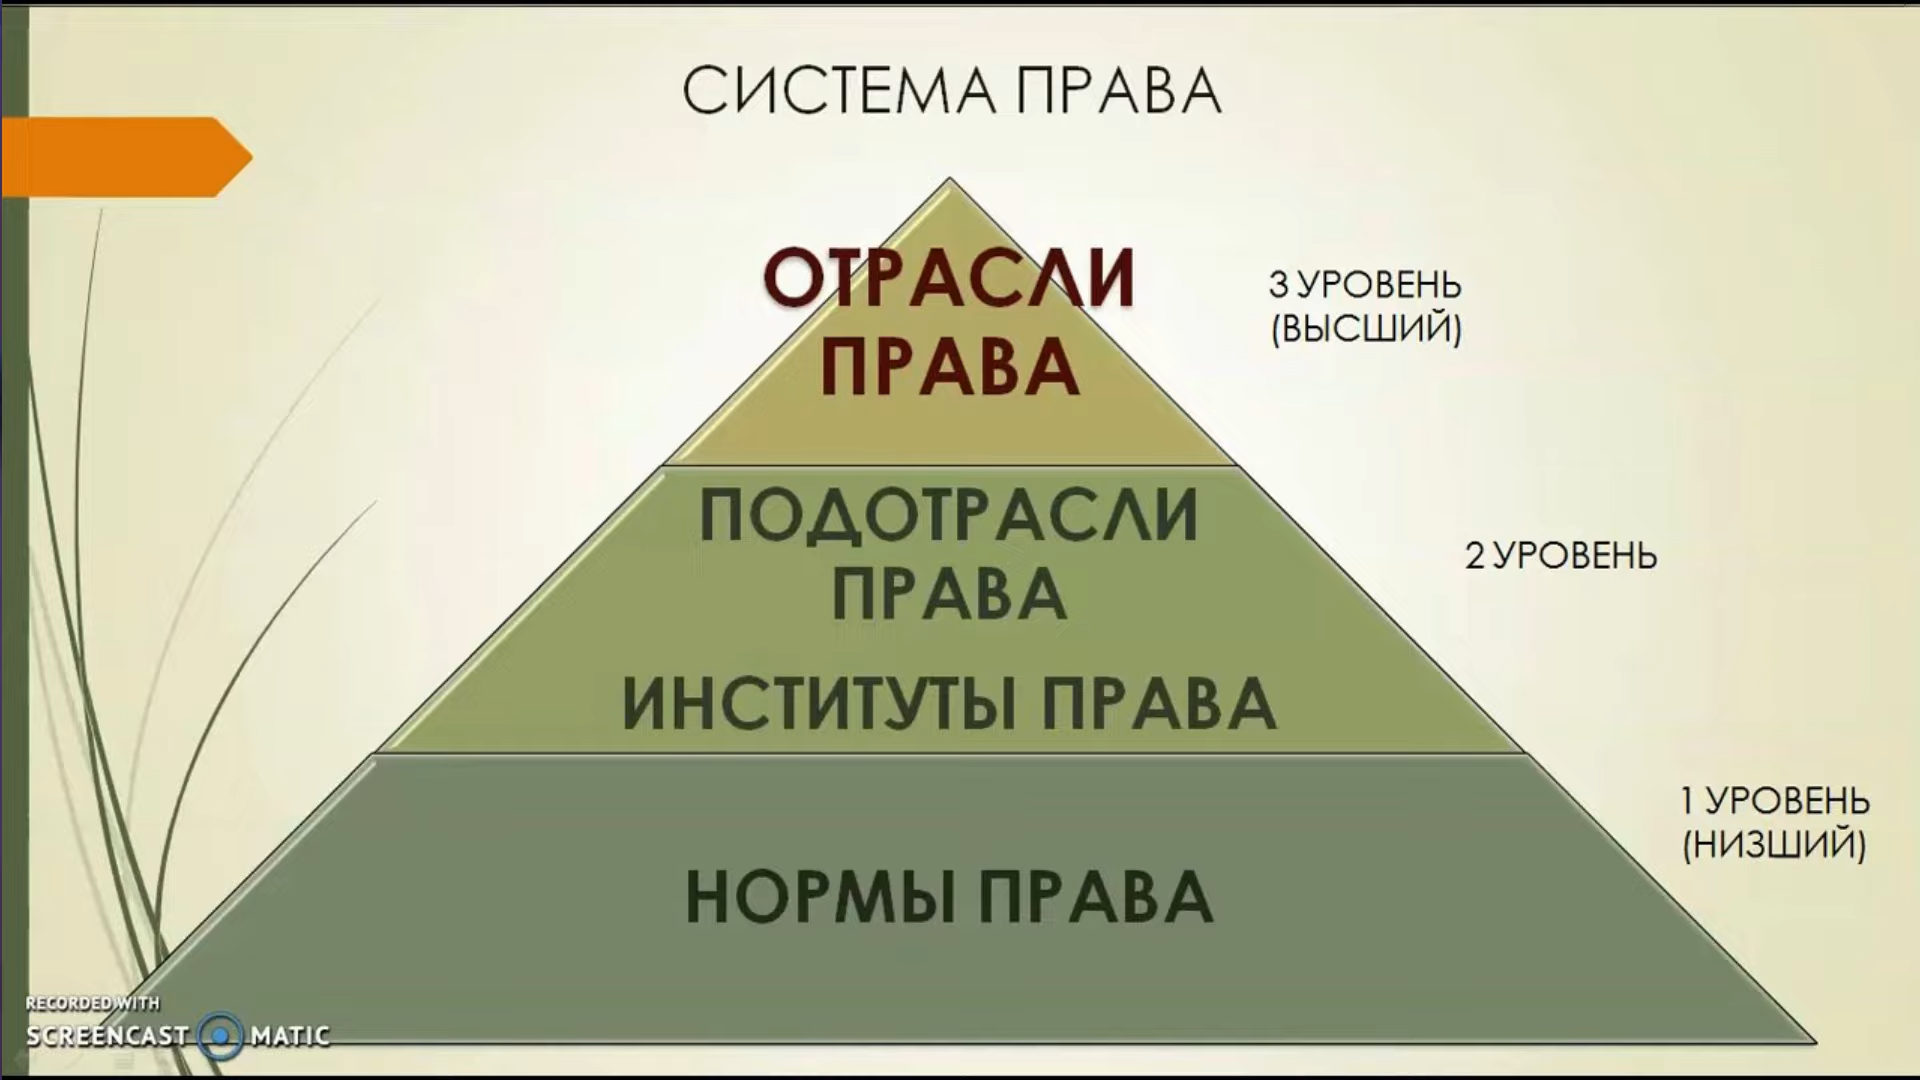 СИСТЕМА ПРАВА
ОТРАСЛИ
ПРАВА
3 УРОВЕНЬ
(ВЫСШИЙ)
ПОДОТРАСЛИ
ПРАВА
2 УРОВЕНЬ
ИНСТИТУТЫ ПРАВА
1 УРОВЕНЬ
(НИЗШИЙ)
НОРМЫ ПРАВА
RECORDED WITH
SCREENCAST MATIC